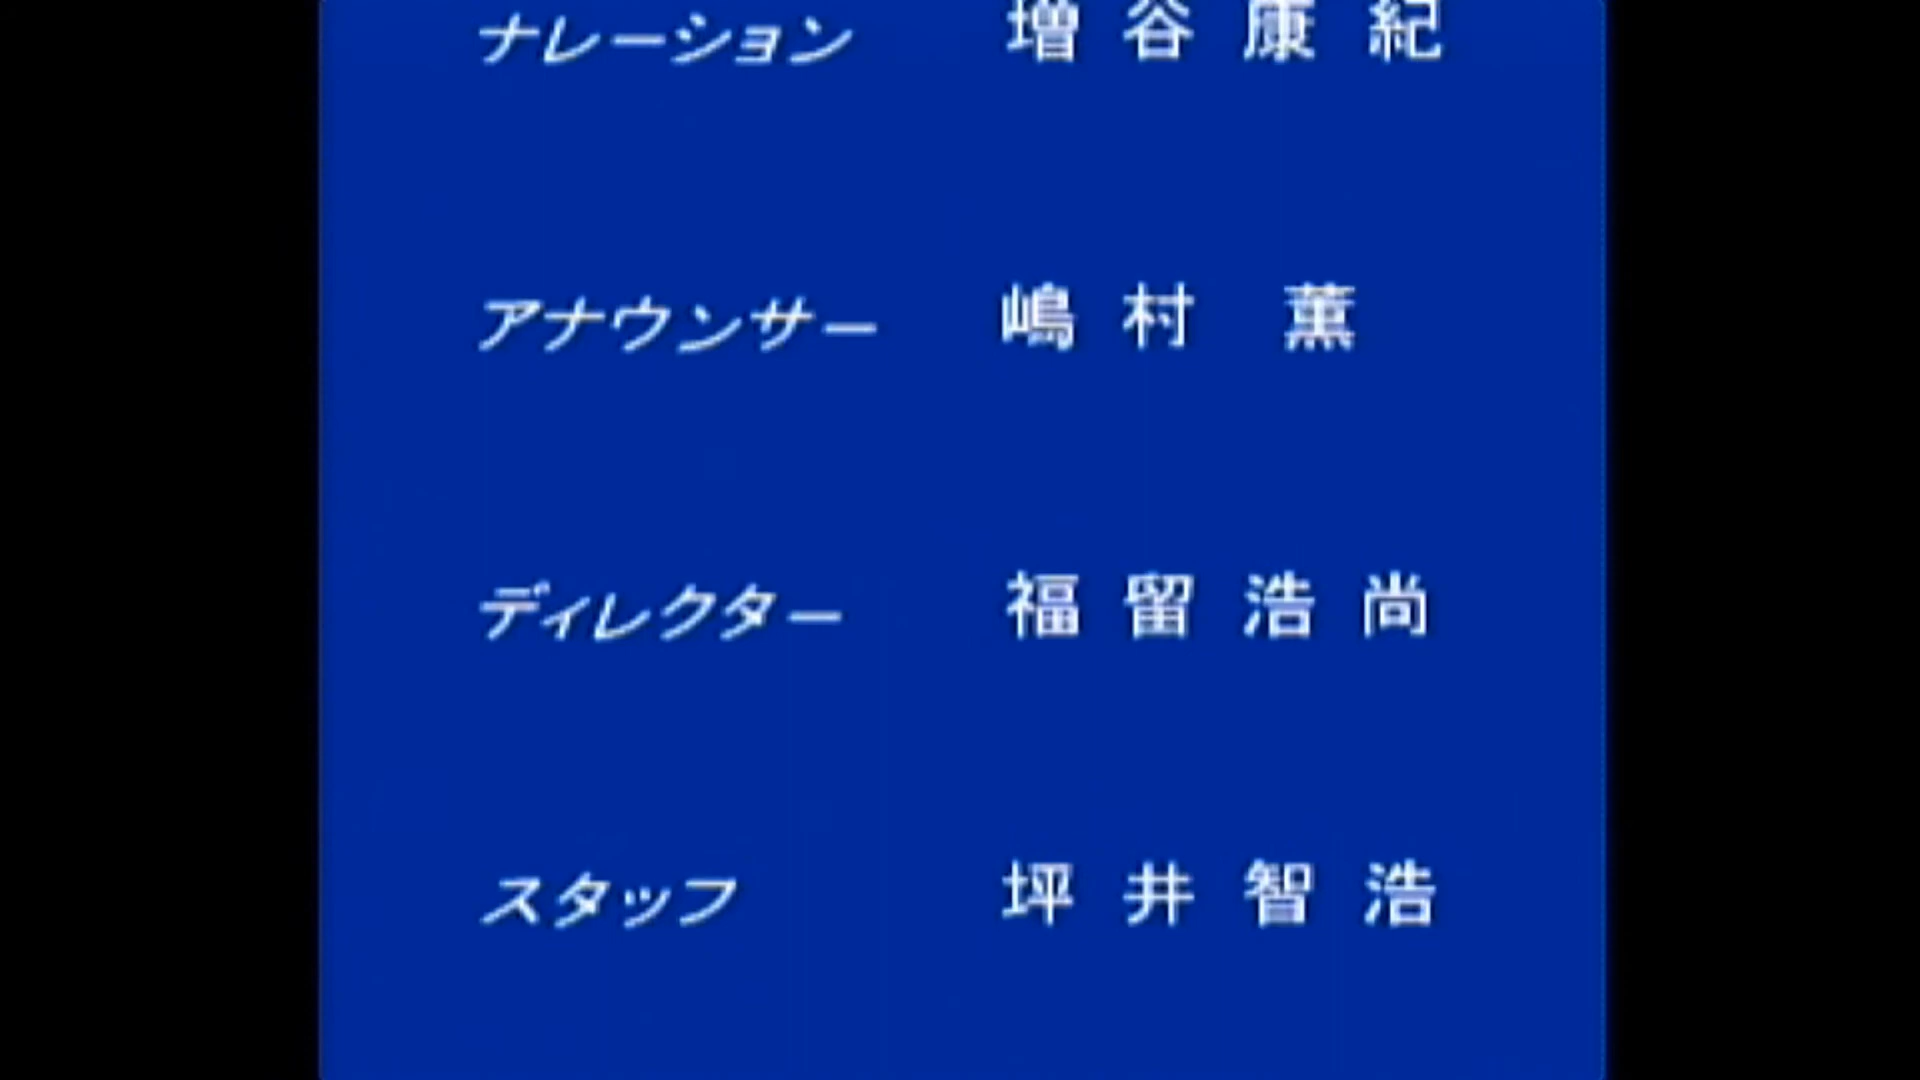 ナレーション 増谷康紀
アナウンサー 嶋村 薫
ディレクター 福留浩尚
スタッフ 坪井智浩